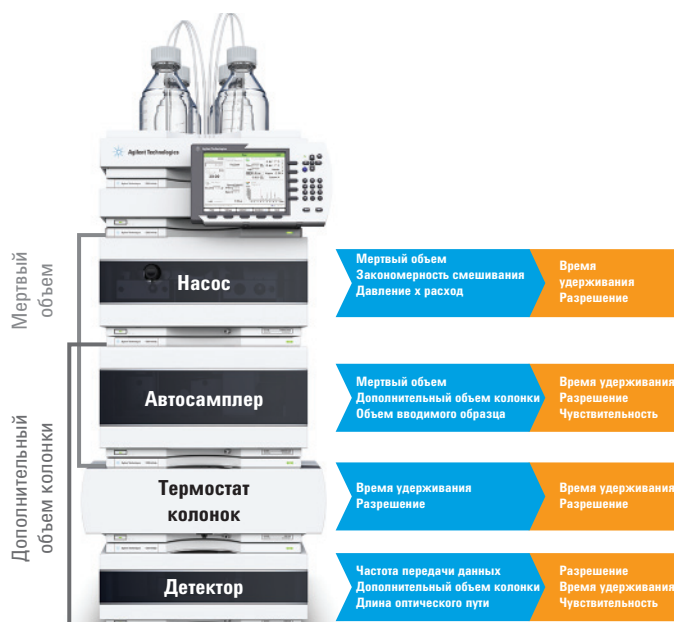 Agilent Technologies
Мертвый
объем
Насос
Мертвый объем
Закономерность смешивания
Давление x расход
Время
удерживания
Разрешение
Дополнительный
объем колонки
Автосамплер
Мертвый объем
Дополнительный объем колонки
Объем вводимого образца
Время удерживания
Разрешение
Чувствительность
Термостат
колонок
Время удерживания
Разрешение
Время удерживания
Разрешение
Детектор
Частота передачи данных
Дополнительный объем колонки
Длина оптического пути
Разрешение
Время удерживания
Чувствительность